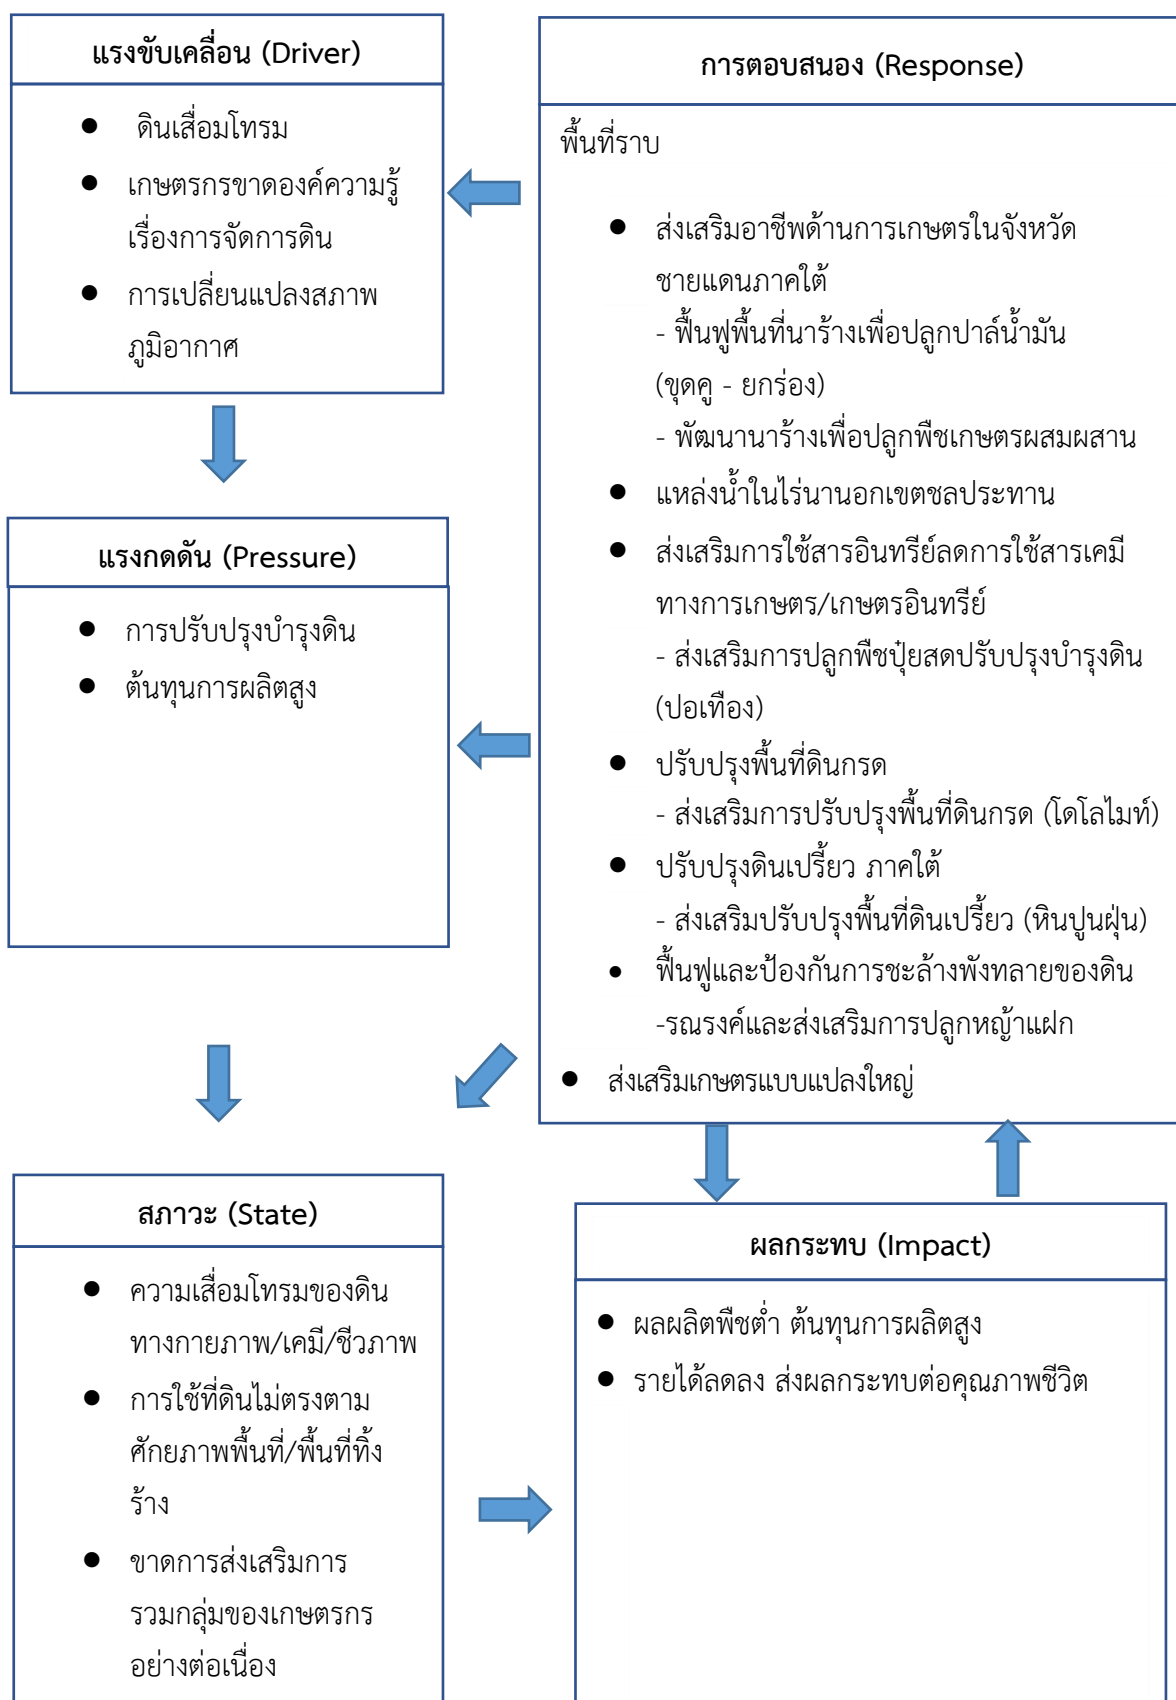 แรงขับเคลื่อน (Driver)
● ดินเสื่อมโทรม
● เกษตรกรขาดองค์ความรู้
เรื่องการจัดการดิน
● การเปลี่ยนแปลงสภาพ
ภูมิอากาศ
แรงกดดัน (Pressure)
● การปรับปรุงบำรุงดิน
● ต้นทุนการผลิตสูง
การตอบสนอง (Response)
พื้นที่ราบ
● ส่งเสริมอาชีพด้านการเกษตรในจังหวัด
ชายแดนภาคใต้
- ฟื้นฟูพื้นที่นาร้างเพื่อปลูกปาล์น้ำมัน
(ขุดคู - ยกร่อง)
- พัฒนานาร้างเพื่อปลูกพืชเกษตรผสมผสาน
● แหล่งน้ำในไร่นานอกเขตชลประทาน
● ส่งเสริมการใช้สารอินทรีย์ลดการใช้สารเคมี
ทางการเกษตร/เกษตรอินทรีย์
- ส่งเสริมการปลูกพืชปุ๋ยสดปรับปรุงบำรุงดิน
(ปอเทือง)
● ปรับปรุงพื้นที่ดินกรด
- ส่งเสริมการปรับปรุงพื้นที่ดินกรด (โดโลไมท์)
● ปรับปรุงดินเปรี้ยว ภาคใต้
- ส่งเสริมปรับปรุงพื้นที่ดินเปรี้ยว (หินปูนฝุ่น)
● ฟื้นฟูและป้องกันการชะล้างพังทลายของดิน
-รณรงค์และส่งเสริมการปลูกหญ้าแฝก
● ส่งเสริมเกษตรแบบแปลงใหญ่
สภาวะ (State)
● ความเสื่อมโทรมของดิน
ทางกายภาพ/เคมี/ชีวภาพ
● การใช้ที่ดินไม่ตรงตาม
ศักยภาพพื้นที่/พื้นที่ทิ้ง
ร้าง
● ขาดการส่งเสริมการ
รวมกลุ่มของเกษตรกร
อย่างต่อเนื่อง
ผลกระทบ (Impact)
● ผลผลิตพืชต่ำ ต้นทุนการผลิตสูง
● รายได้ลดลง ส่งผลกระทบต่อคุณภาพชีวิต